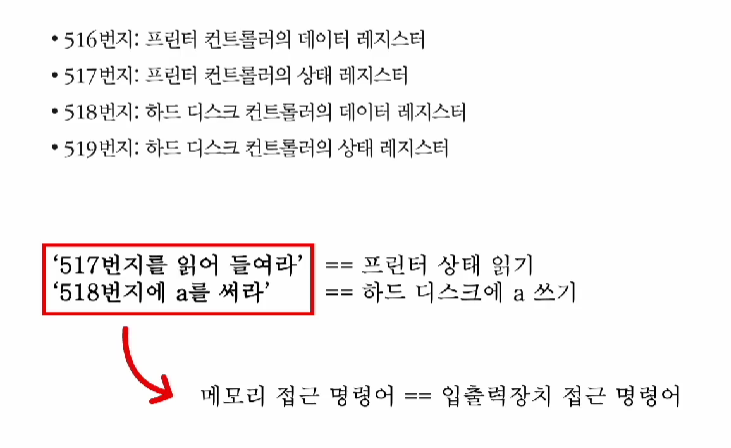 • 516번지: 프린터 컨트롤러의 데이터 레지스터
• 517번지: 프린터 컨트롤러의 상태 레지스터
• 518번지: 하드 디스크 컨트롤러의 데이터 레지스터
• 519번지: 하드 디스크 컨트롤러의 상태 레지스터
‘517번지를 읽어 들여라’ == 프린터 상태 읽기
‘518번지에 a를 써라’ == 하드 디스크에 a 쓰기
메모리 접근 명령어 == 입출력장치 접근 명령어